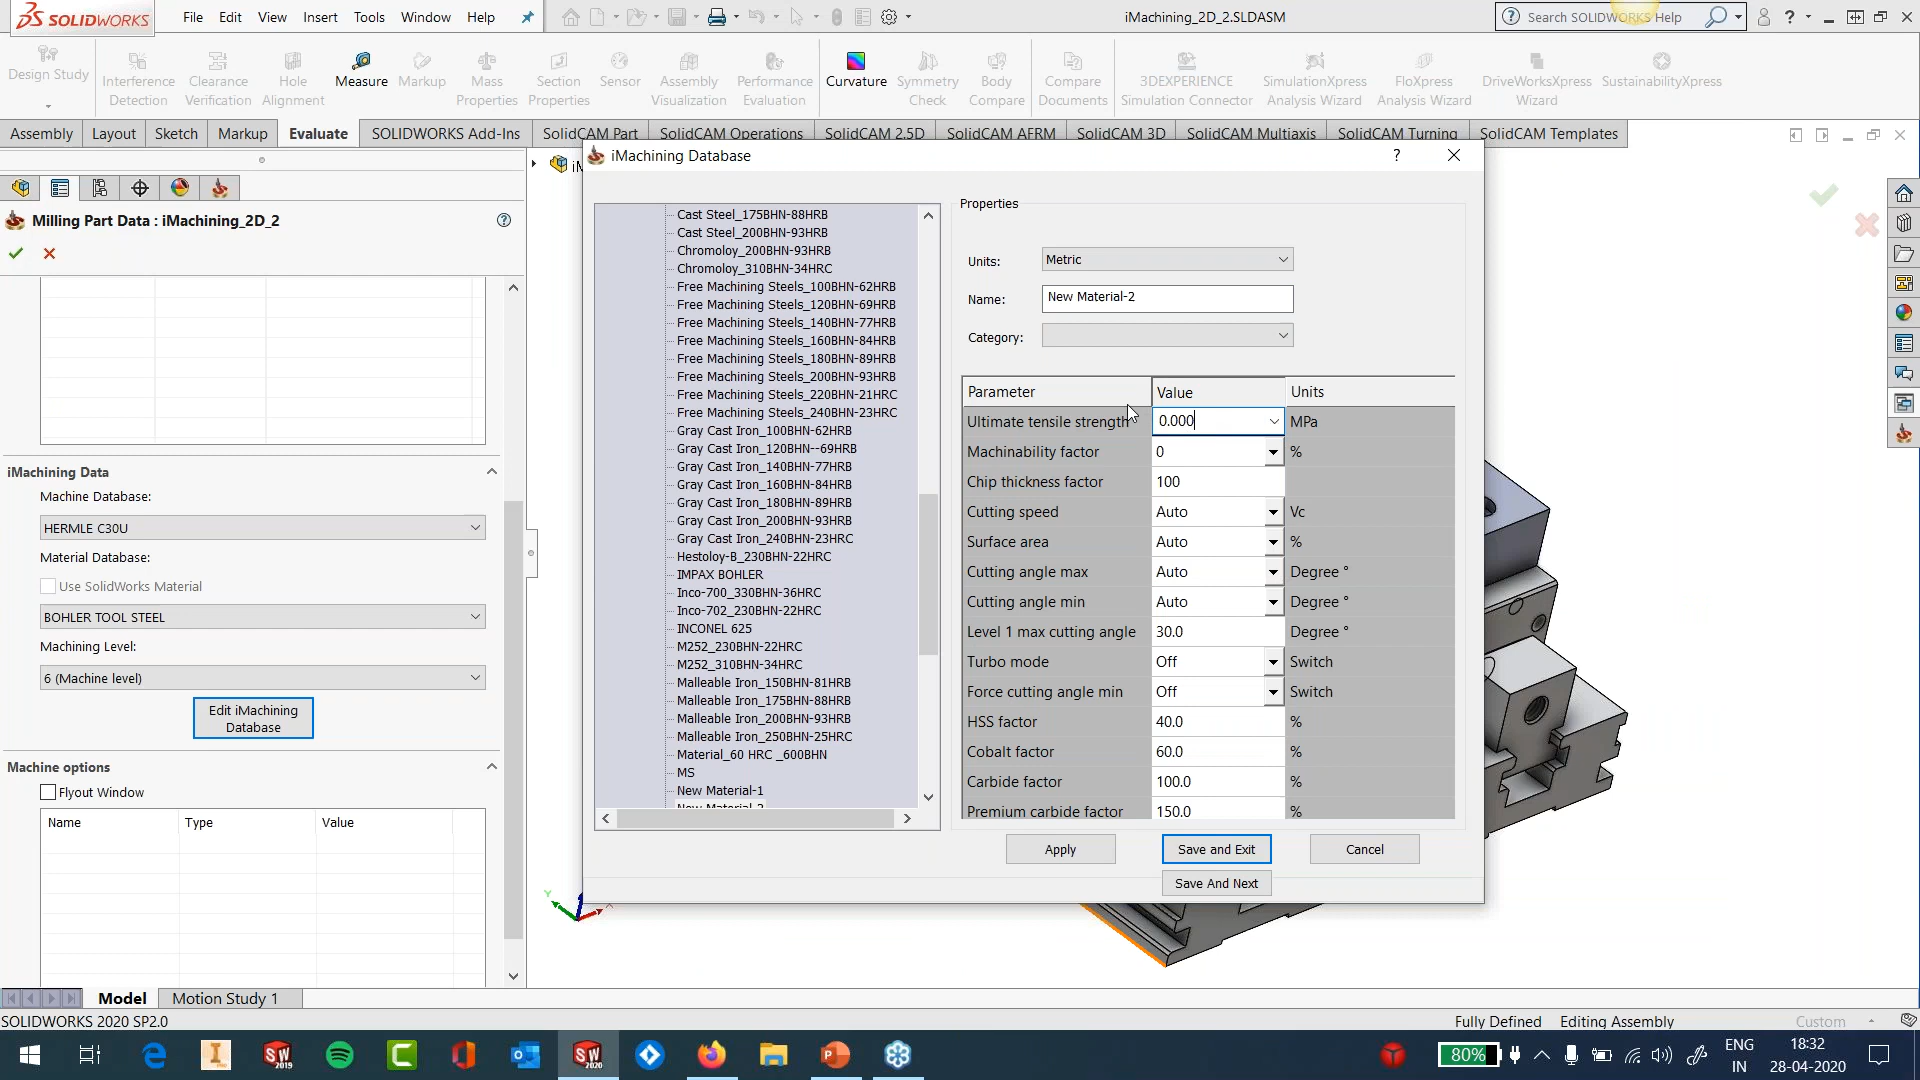 SOLIDWORKS
File Edit View Insert Tools Window Help
iMachining_2D_2.SLDASM
Search SOLIDWORKS Help
Design Study
Interference Detection
Clearance Verification
Hole Alignment
Measure
Markup
Mass Properties
Section Properties
Sensor
Assembly Visualization
Performance Evaluation
Curvature
Symmetry Check
Body Compare
Compare Documents
3DEXPERIENCE Simulation Connector
SimulationXpress Analysis Wizard
FloXpress Analysis Wizard
DriveWorksXpress Wizard
SustainabilityXpress
Assembly Layout Sketch Markup Evaluate SOLIDWORKS Add-Ins SolidCAM Part SolidCAM Operations SolidCAM 2.5D SolidCAM AFRM SolidCAM 3D SolidCAM Multiaxis SolidCAM Turning SolidCAM Templates
Milling Part Data : iMachining_2D_2
iMachining Data
Machine Database:
HERMLE C30U
Material Database:
Use SolidWorks Material
BOHLER TOOL STEEL
Machining Level:
6 (Machine level)
Edit iMachining
Database
Machine options
Flyout Window
Name Type Value
iMachining Database
?
Cast Steel_175BHN-88HRB
Cast Steel_200BHN-93HRB
Chromoloy_200BHN-93HRB
Chromoloy_310BHN-34HRC
Free Machining Steels_100BHN-62HRB
Free Machining Steels_120BHN-69HRB
Free Machining Steels_140BHN-77HRB
Free Machining Steels_160BHN-84HRB
Free Machining Steels_180BHN-89HRB
Free Machining Steels_200BHN-93HRB
Free Machining Steels_220BHN-21HRC
Free Machining Steels_240BHN-23HRC
Gray Cast Iron_100BHN-62HRB
Gray Cast Iron_120BHN--69HRB
Gray Cast Iron_140BHN-77HRB
Gray Cast Iron_160BHN-84HRB
Gray Cast Iron_180BHN-89HRB
Gray Cast Iron_200BHN-93HRB
Gray Cast Iron_240BHN-23HRC
Hestoloy-B_230BHN-22HRC
IMPAX BOHLER
Inco-700_330BHN-36HRC
Inco-702_230BHN-22HRC
INCONEL 625
M252_230BHN-22HRC
M252_310BHN-34HRC
Malleable Iron_150BHN-81HRB
Malleable Iron_175BHN-88HRB
Malleable Iron_200BHN-93HRB
Malleable Iron_250BHN-25HRC
Material_60 HRC _600BHN
MS
New Material-1
New Material-2
Properties
Units: Metric
Name: New Material-2
Category:
Parameter Value Units
Ultimate tensile strength 0.000 MPa
Machinability factor 0 %
Chip thickness factor 100
Cutting speed Auto Vc
Surface area Auto %
Cutting angle max Auto Degree °
Cutting angle min Auto Degree °
Level 1 max cutting angle 30.0 Degree °
Turbo mode Off Switch
Force cutting angle min Off Switch
HSS factor 40.0 %
Cobalt factor 60.0 %
Carbide factor 100.0 %
Premium carbide factor 150.0 %
Apply Save and Exit Cancel
Save And Next
Model Motion Study 1
SOLIDWORKS 2020 SP2.0
Fully Defined Editing Assembly Custom
80%
ENG
IN
18:32
28-04-2020